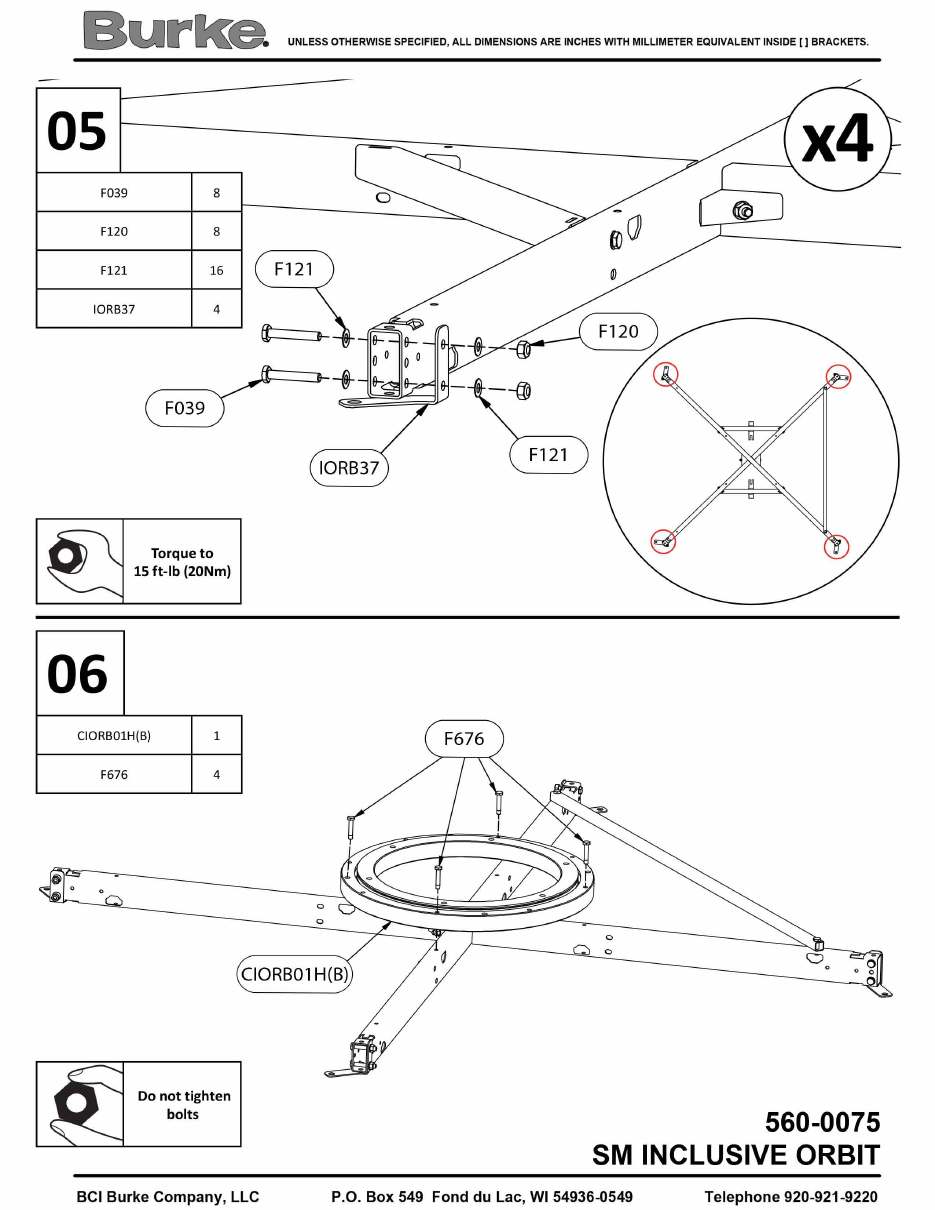 Burke.
UNLESS OTHERWISE SPECIFIED, ALL DIMENSIONS ARE INCHES WITH MILLIMETER EQUIVALENT INSIDE [ ] BRACKETS.
05
x4
F039 8
F120 8
F121 16
IORB37 4
F121
F120
F039
F121
IORB37
Torque to
15 ft-lb (20Nm)
06
CIORB01H(B) 1
F676 4
F676
CIORB01H(B)
Do not tighten
bolts
560-0075
SM INCLUSIVE ORBIT
BCI Burke Company, LLC P.O. Box 549 Fond du Lac, WI 54936-0549 Telephone 920-921-9220